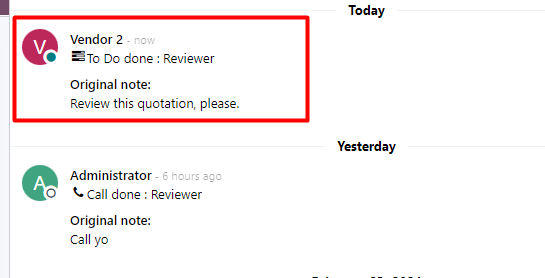 Today
V
Vendor 2 - now
To Do done : Reviewer
Original note:
Review this quotation, please.
Yesterday
A
Administrator - 6 hours ago
Call done : Reviewer
Original note:
Call yo